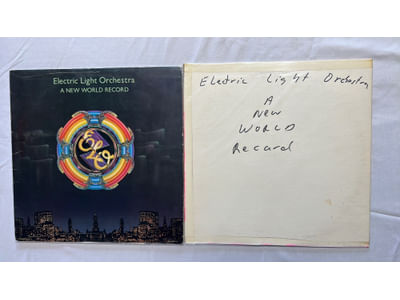 Electric Light Orchestra
A NEW WORLD RECORD
ELO
Electric Light Orchestra
A
New
WORLD
Record